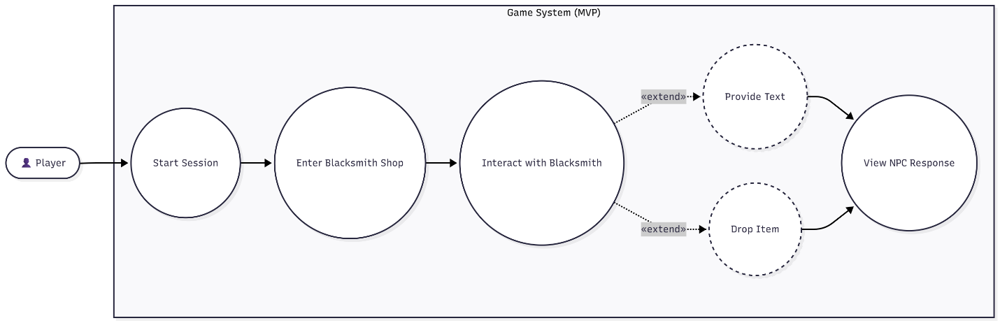 Game System (MVP)
Player
Start Session
Enter Blacksmith Shop
Interact with Blacksmith
«extend»
Provide Text
«extend»
Drop Item
View NPC Response